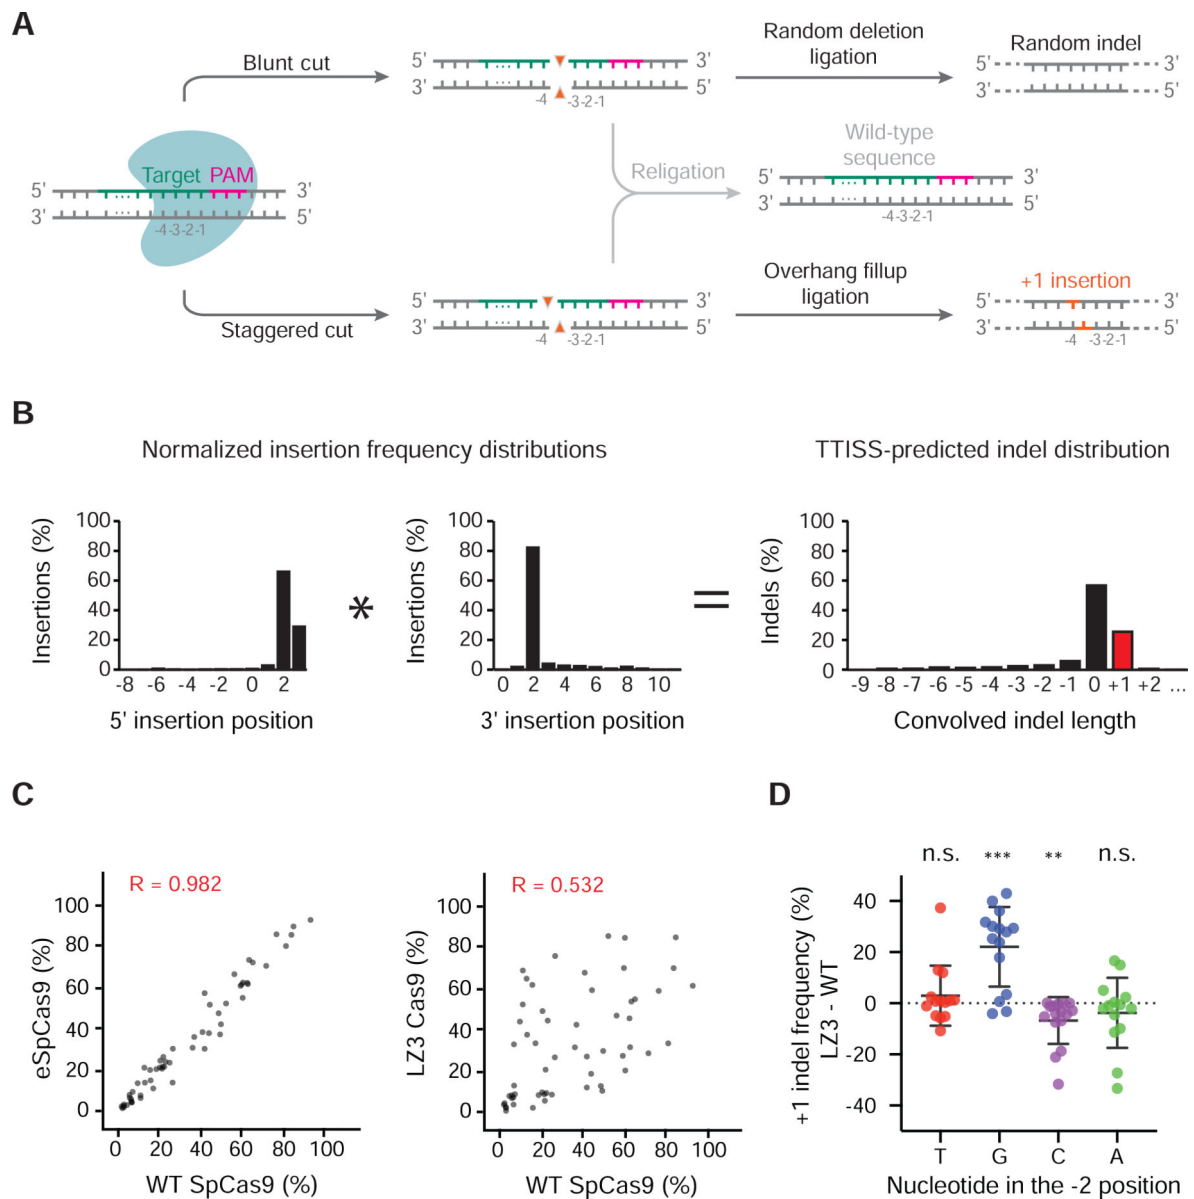 A
Blunt cut
5'
3'
3'
5'
-4
-3-2-1
Random deletion
ligation
Random indel
5'
3'
3'
5'
Target
PAM
5'
3'
...
3'
5'
...
-4-3-2-1
Religation
Wild-type
sequence
5'
3'
...
3'
5'
...
-4-3-2-1
Staggered cut
5'
3'
...
3'
5'
...
-4
-3-2-1
Overhang fillup
ligation
+1 insertion
5'
3'
3'
5'
-4
-3-2-1
B
Normalized insertion frequency distributions
TTISS-predicted indel distribution
Insertions (%)
100
80
60
40
20
0
-8 -6 -4 -2 0 2
5' insertion position
*
Insertions (%)
100
80
60
40
20
0
0 2 4 6 8 10
3' insertion position
=
Indels (%)
100
80
60
40
20
0
-9 -8 -7 -6 -5 -4 -3 -2 -1 0 +1 +2 ...
Convolved indel length
C
R = 0.982
eSpCas9 (%)
100
80
60
40
20
0
0 20 40 60 80 100
WT SpCas9 (%)
R = 0.532
LZ3 Cas9 (%)
100
80
60
40
20
0
0 20 40 60 80 100
WT SpCas9 (%)
D
n.s. *** ** n.s.
+1 indel frequency (%)
LZ3 - WT
40
20
0
-20
-40
T G C A
Nucleotide in the -2 position